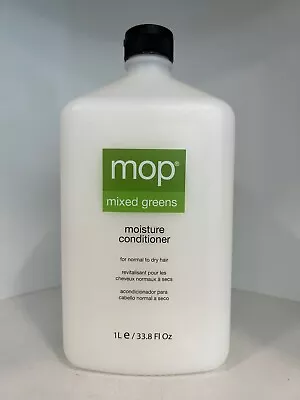 mop®
mixed greens
moisture
conditioner
for normal to dry hair
revitalisant pour les
cheveux normaux à secs
acondicionador para
cabello normal a seco
1L e / 33.8 Fl Oz